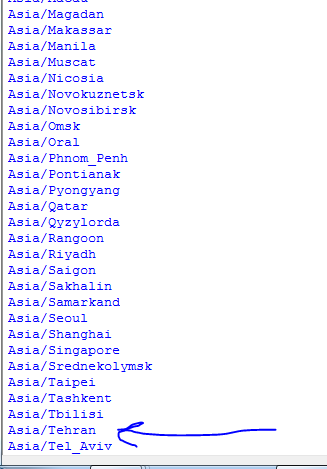 Asia/Magadan
Asia/Makassar
Asia/Manila
Asia/Muscat
Asia/Nicosia
Asia/Novokuznetsk
Asia/Novosibirsk
Asia/Omsk
Asia/Oral
Asia/Phnom_Penh
Asia/Pontianak
Asia/Pyongyang
Asia/Qatar
Asia/Qyzylorda
Asia/Rangoon
Asia/Riyadh
Asia/Saigon
Asia/Sakhalin
Asia/Samarkand
Asia/Seoul
Asia/Shanghai
Asia/Singapore
Asia/Srednekolymsk
Asia/Taipei
Asia/Tashkent
Asia/Tbilisi
Asia/Tehran
Asia/Tel_Aviv